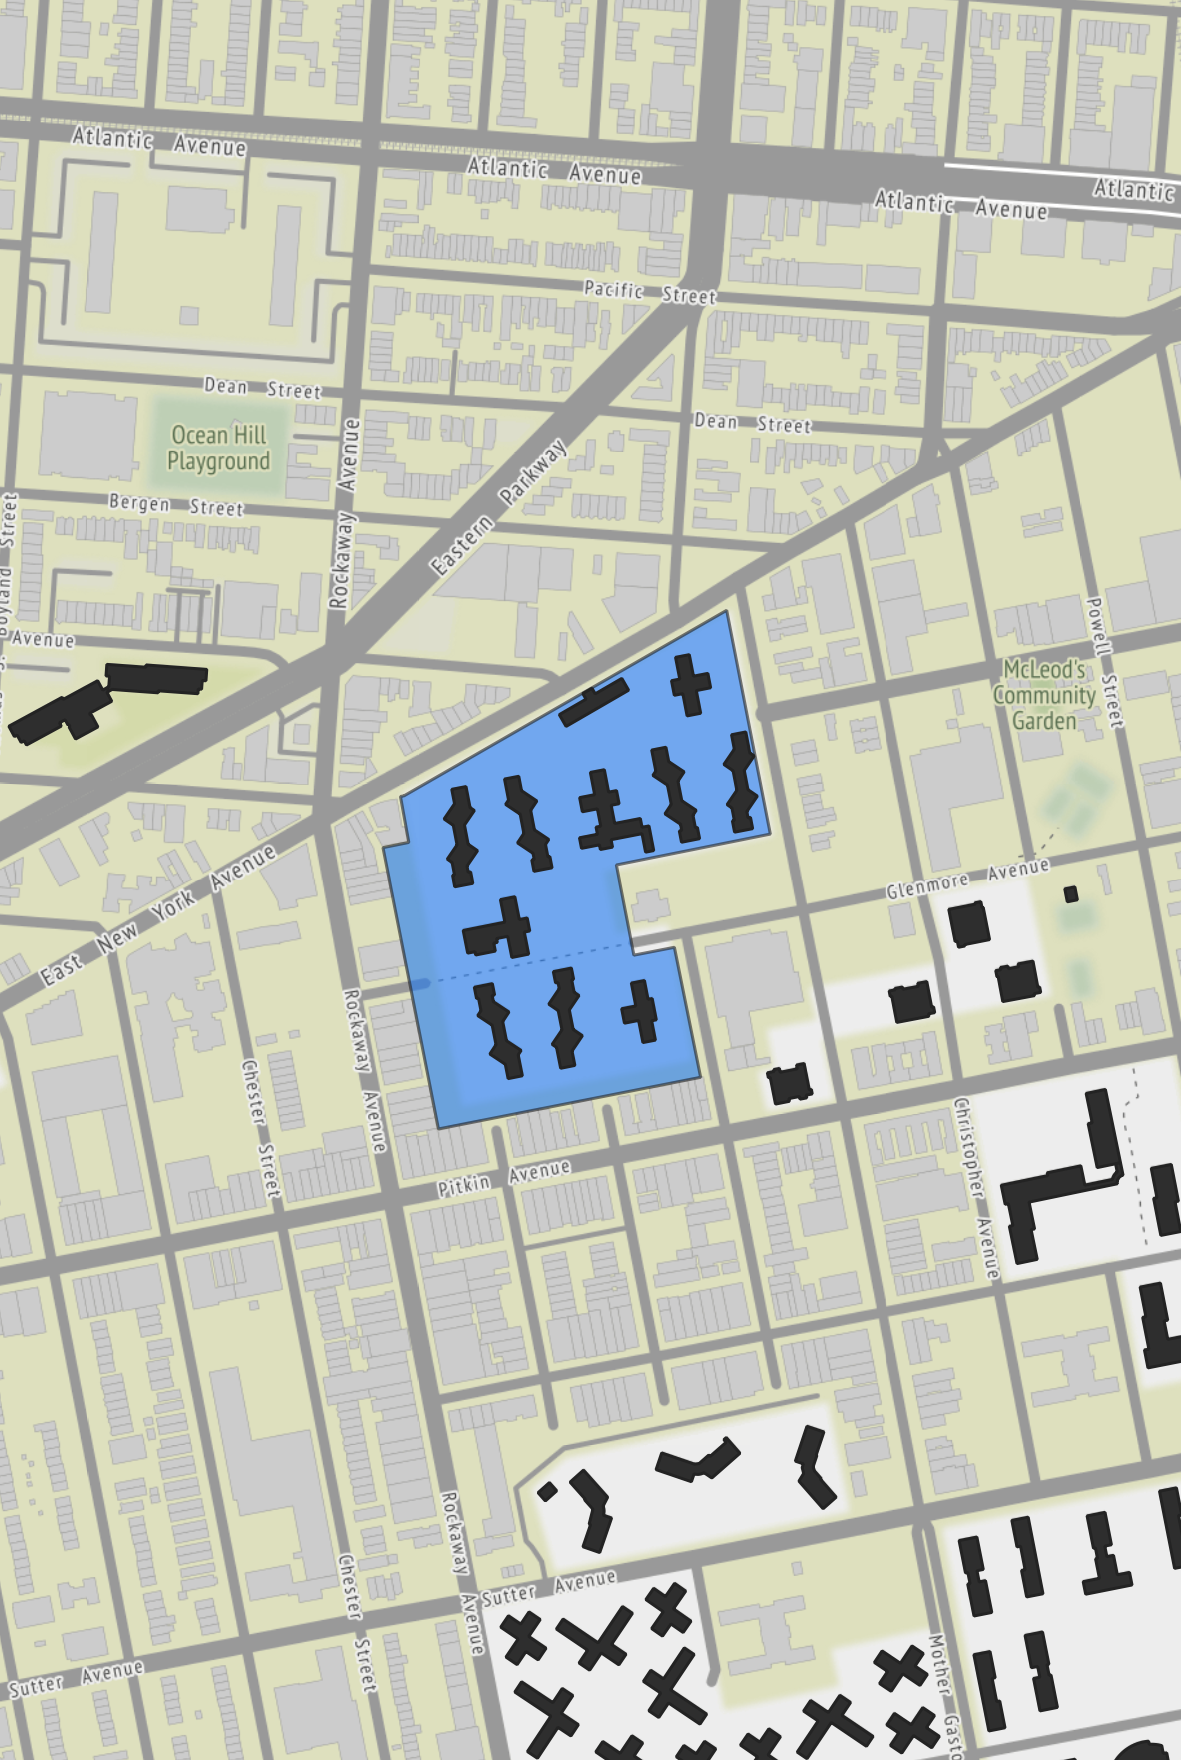 Atlantic Avenue
Atlantic Avenue
Atlantic
Atlantic Avenue
Pacific Street
Dean Street
Dean Street
Ocean Hill
Playground
Rockaway Avenue
Eastern Parkway
Bergen Street
Street
Avenue
McLeod's
Community
Garden
Powell Street
Glenmore Avenue
East New York Avenue
Rockaway Avenue
Chester Street
Christopher Avenue
Pitkin Avenue
Rockaway Avenue
Chester Street
Sutter Avenue
Sutter Avenue
Mother